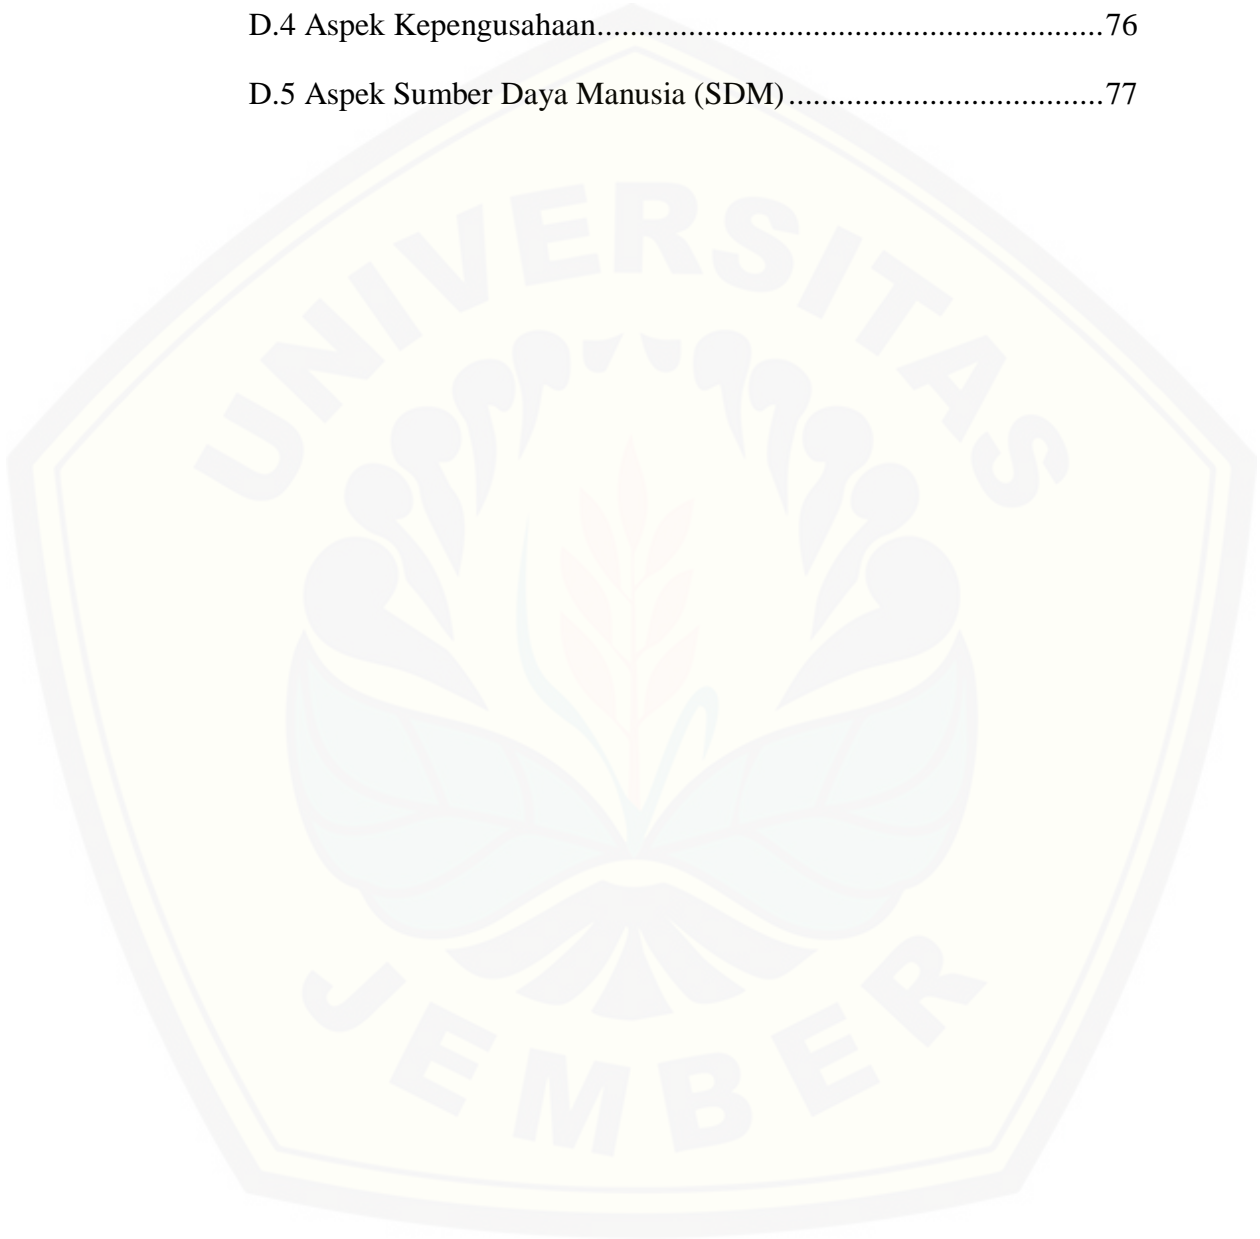 D.4 Aspek Kepengusahaan..............................................................76
D.5 Aspek Sumber Daya Manusia (SDM)......................................77
UNIVERSITAS
JEMBER